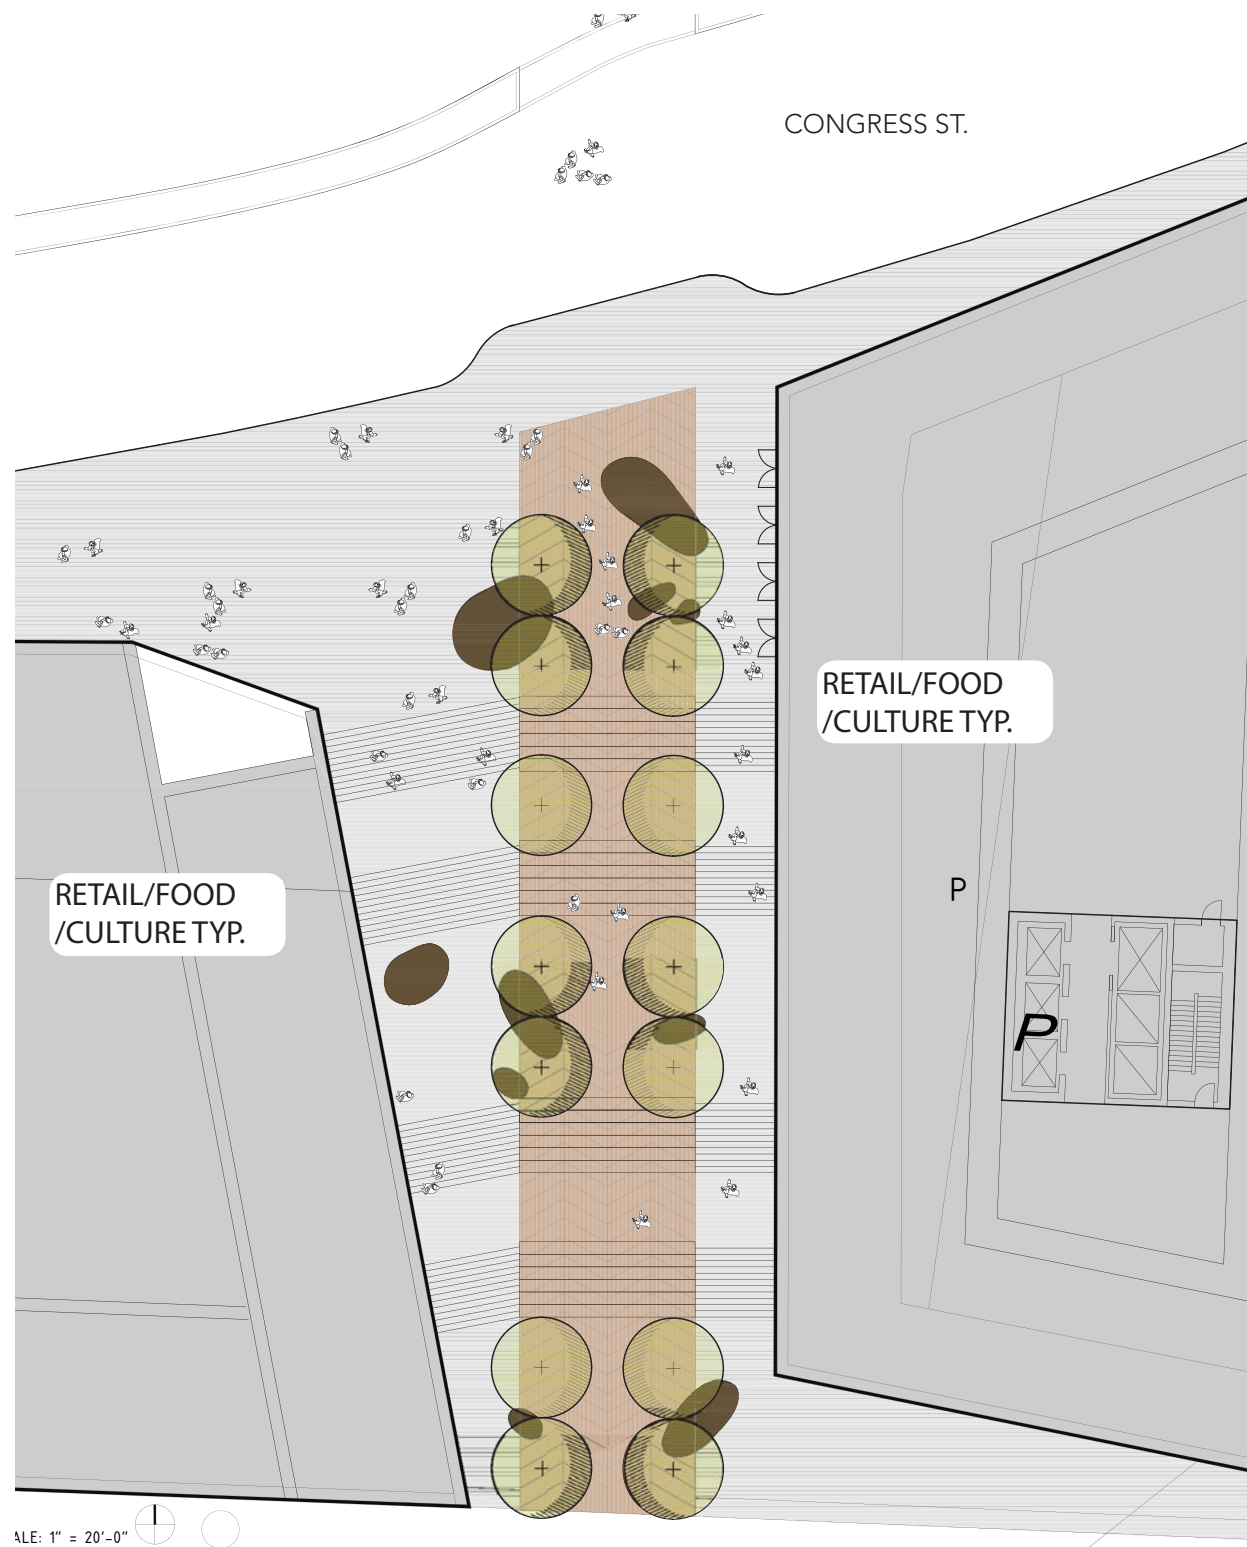 CONGRESS ST.
RETAIL/FOOD
/CULTURE TYP.
RETAIL/FOOD
/CULTURE TYP.
P
P
ALE: 1" = 20'-0"